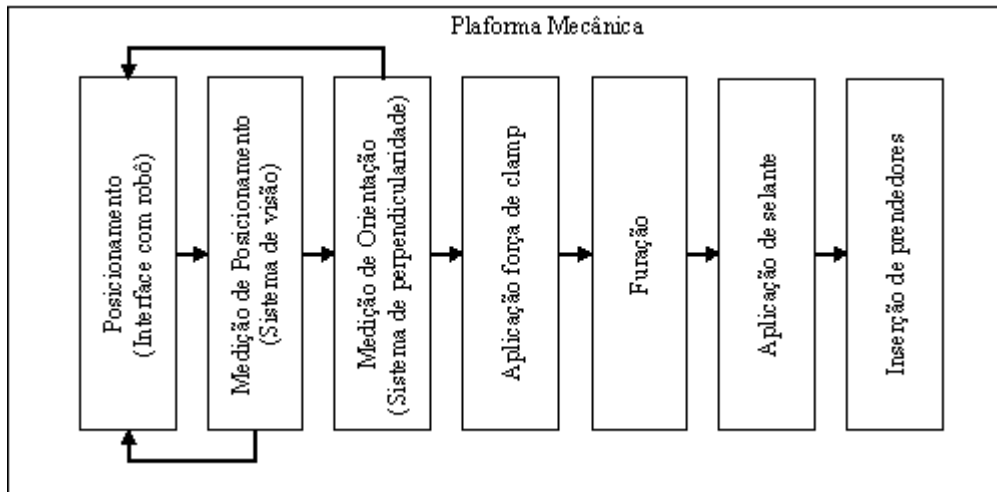 Plaforma Mecânica
Posicionamento
(Interface com robô)
Medição de Posicionamento
(Sistema de visão)
Medição de Orientação
(Sistema de perpendicularidade)
Aplicação força de clamp
Furação
Aplicação de selante
Inserção de prendedores